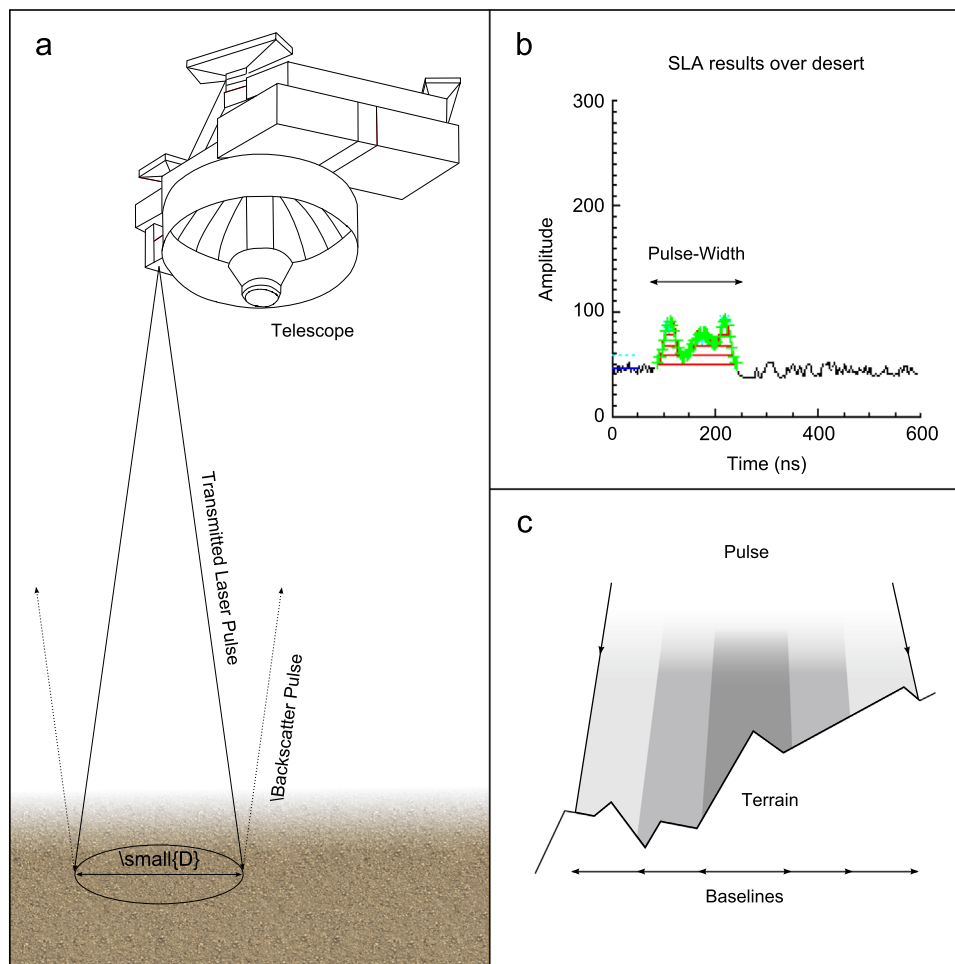 a
Telescope
Transmitted Laser Pulse
\Backscatter Pulse
\small{D}
b
SLA results over desert
300
200
100
0
Amplitude
Pulse-Width
0
200
400
600
Time (ns)
c
Pulse
Terrain
Baselines